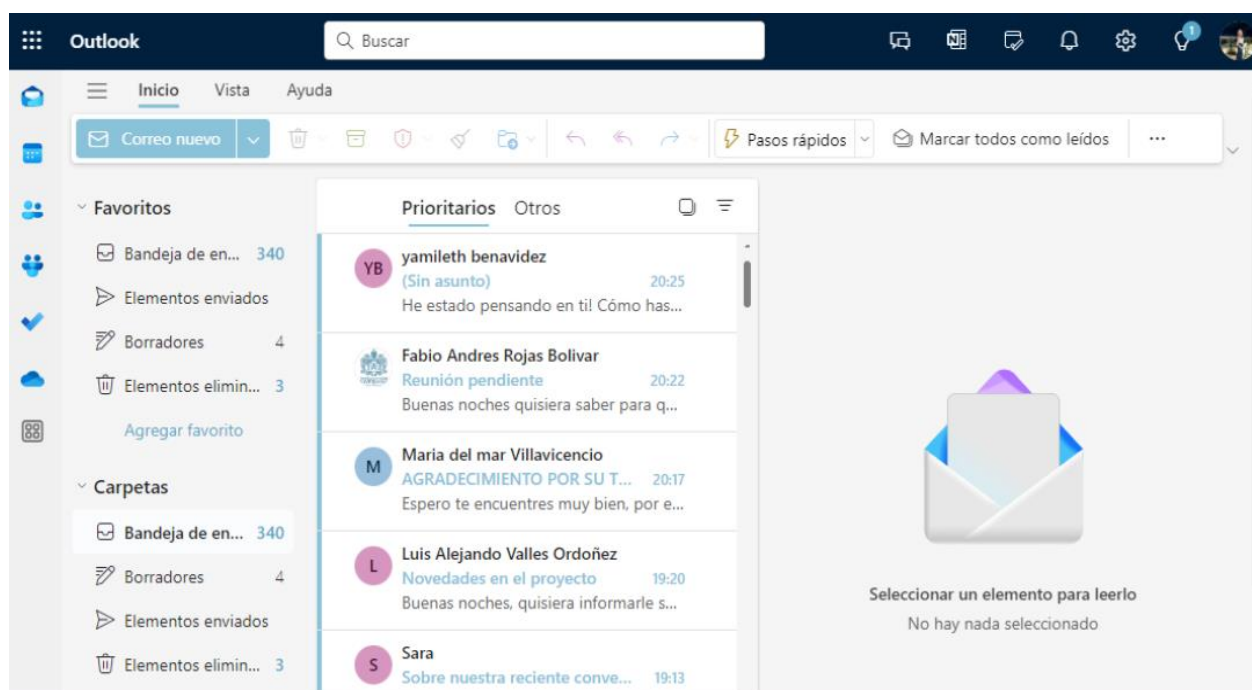 Outlook
Buscar
1
Inicio Vista Ayuda
Correo nuevo
Pasos rápidos
Marcar todos como leídos
...
Favoritos
Bandeja de en... 340
Elementos enviados
Borradores 4
Elementos elimin... 3
Agregar favorito
Carpetas
Bandeja de en... 340
Borradores 4
Elementos enviados
Elementos elimin... 3
Prioritarios Otros
YB
yamileth benavidez
(Sin asunto) 20:25
He estado pensando en ti! Cómo has...
Fabio Andres Rojas Bolivar
Reunión pendiente 20:22
Buenas noches quisiera saber para q...
M
Maria del mar Villavicencio
AGRADECIMIENTO POR SU T... 20:17
Espero te encuentres muy bien, por e...
L
Luis Alejando Valles Ordoñez
Novedades en el proyecto 19:20
Buenas noches, quisiera informarle s...
S
Sara
Sobre nuestra reciente conve... 19:13
Seleccionar un elemento para leerlo
No hay nada seleccionado